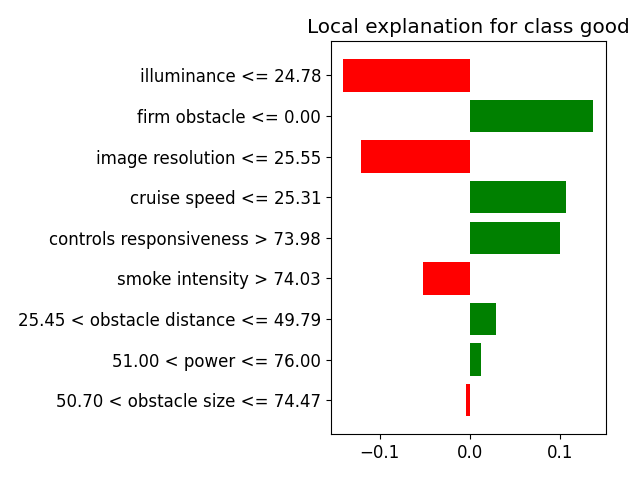 Local explanation for class good
illuminance <= 24.78
firm obstacle <= 0.00
image resolution <= 25.55
cruise speed <= 25.31
controls responsiveness > 73.98
smoke intensity > 74.03
25.45 < obstacle distance <= 49.79
51.00 < power <= 76.00
50.70 < obstacle size <= 74.47
−0.1 0.0 0.1